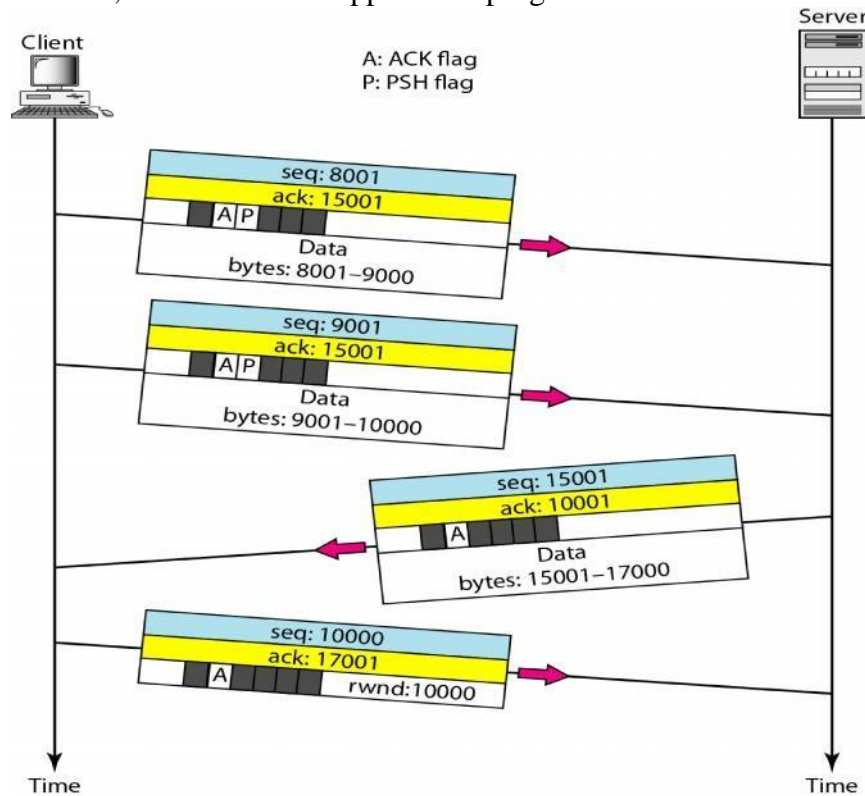 Server
Client
A: ACK flag
P: PSH flag
seq: 8001
ack: 15001
A P
Data
bytes: 8001–9000
seq: 9001
ack: 15001
A P
Data
bytes: 9001–10000
seq: 15001
ack: 10001
A
Data
bytes: 15001–17000
seq: 10000
ack: 17001
A rwnd:10000
Time Time